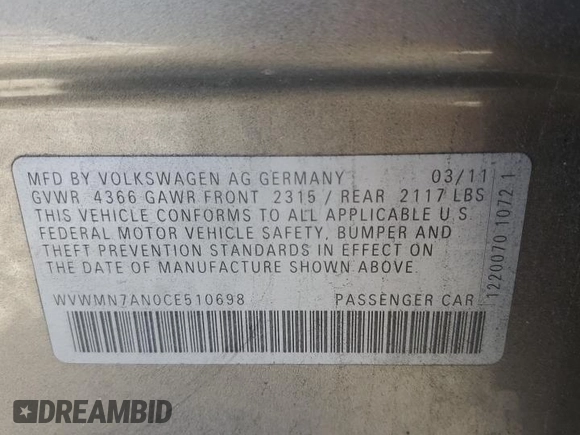 MFD BY VOLKSWAGEN AG GERMANY 03/11
GVWR 4366 GAWR FRONT 2315 / REAR 2117 LBS
THIS VEHICLE CONFORMS TO ALL APPLICABLE U.S
FEDERAL MOTOR VEHICLE SAFETY, BUMPER AND
THEFT PREVENTION STANDARDS IN EFFECT ON
THE DATE OF MANUFACTURE SHOWN ABOVE.
WVWMN7AN0CE510698 PASSENGER CAR
1220070 1072 1
DREAMBID